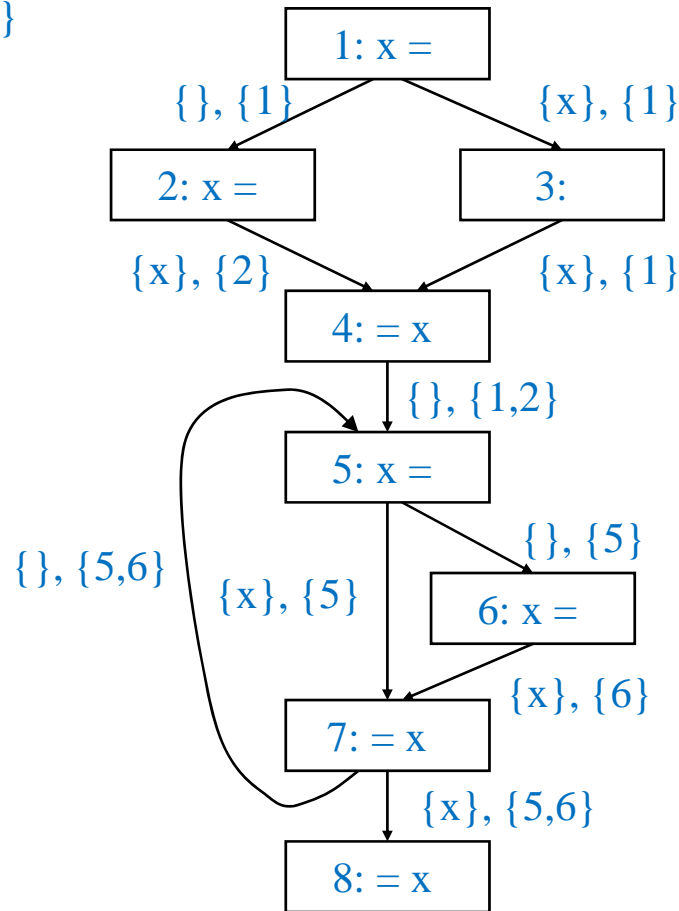 }
1: x =
{}, {1}
{x}, {1}
2: x =
3:
{x}, {2}
{x}, {1}
4: = x
{}, {1,2}
5: x =
{}, {5}
{}, {5,6}
{x}, {5}
6: x =
{x}, {6}
7: = x
{x}, {5,6}
8: = x